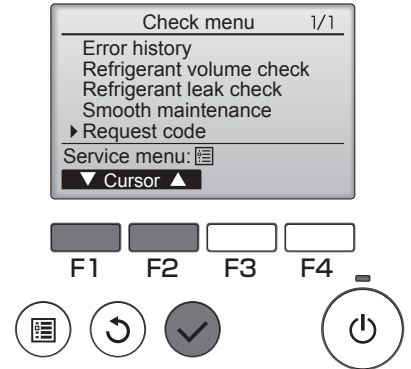 Check menu 1/1
Error history
Refrigerant volume check
Refrigerant leak check
Smooth maintenance
Request code
Service menu:
▼ Cursor ▲
F1 F2 F3 F4